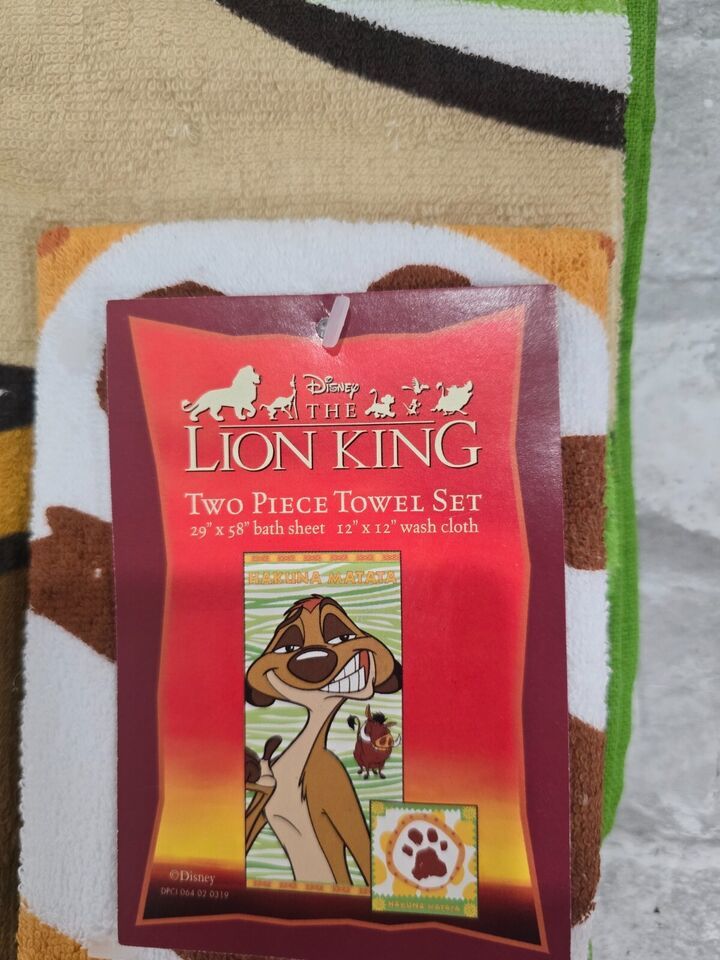 Disney
THE
LION KING
TWO PIECE TOWEL SET
29" x 58" bath sheet 12" x 12" wash cloth
HAKUNA MATATA
HAKUNA MATATA
©Disney
DPCI 064 02 0319